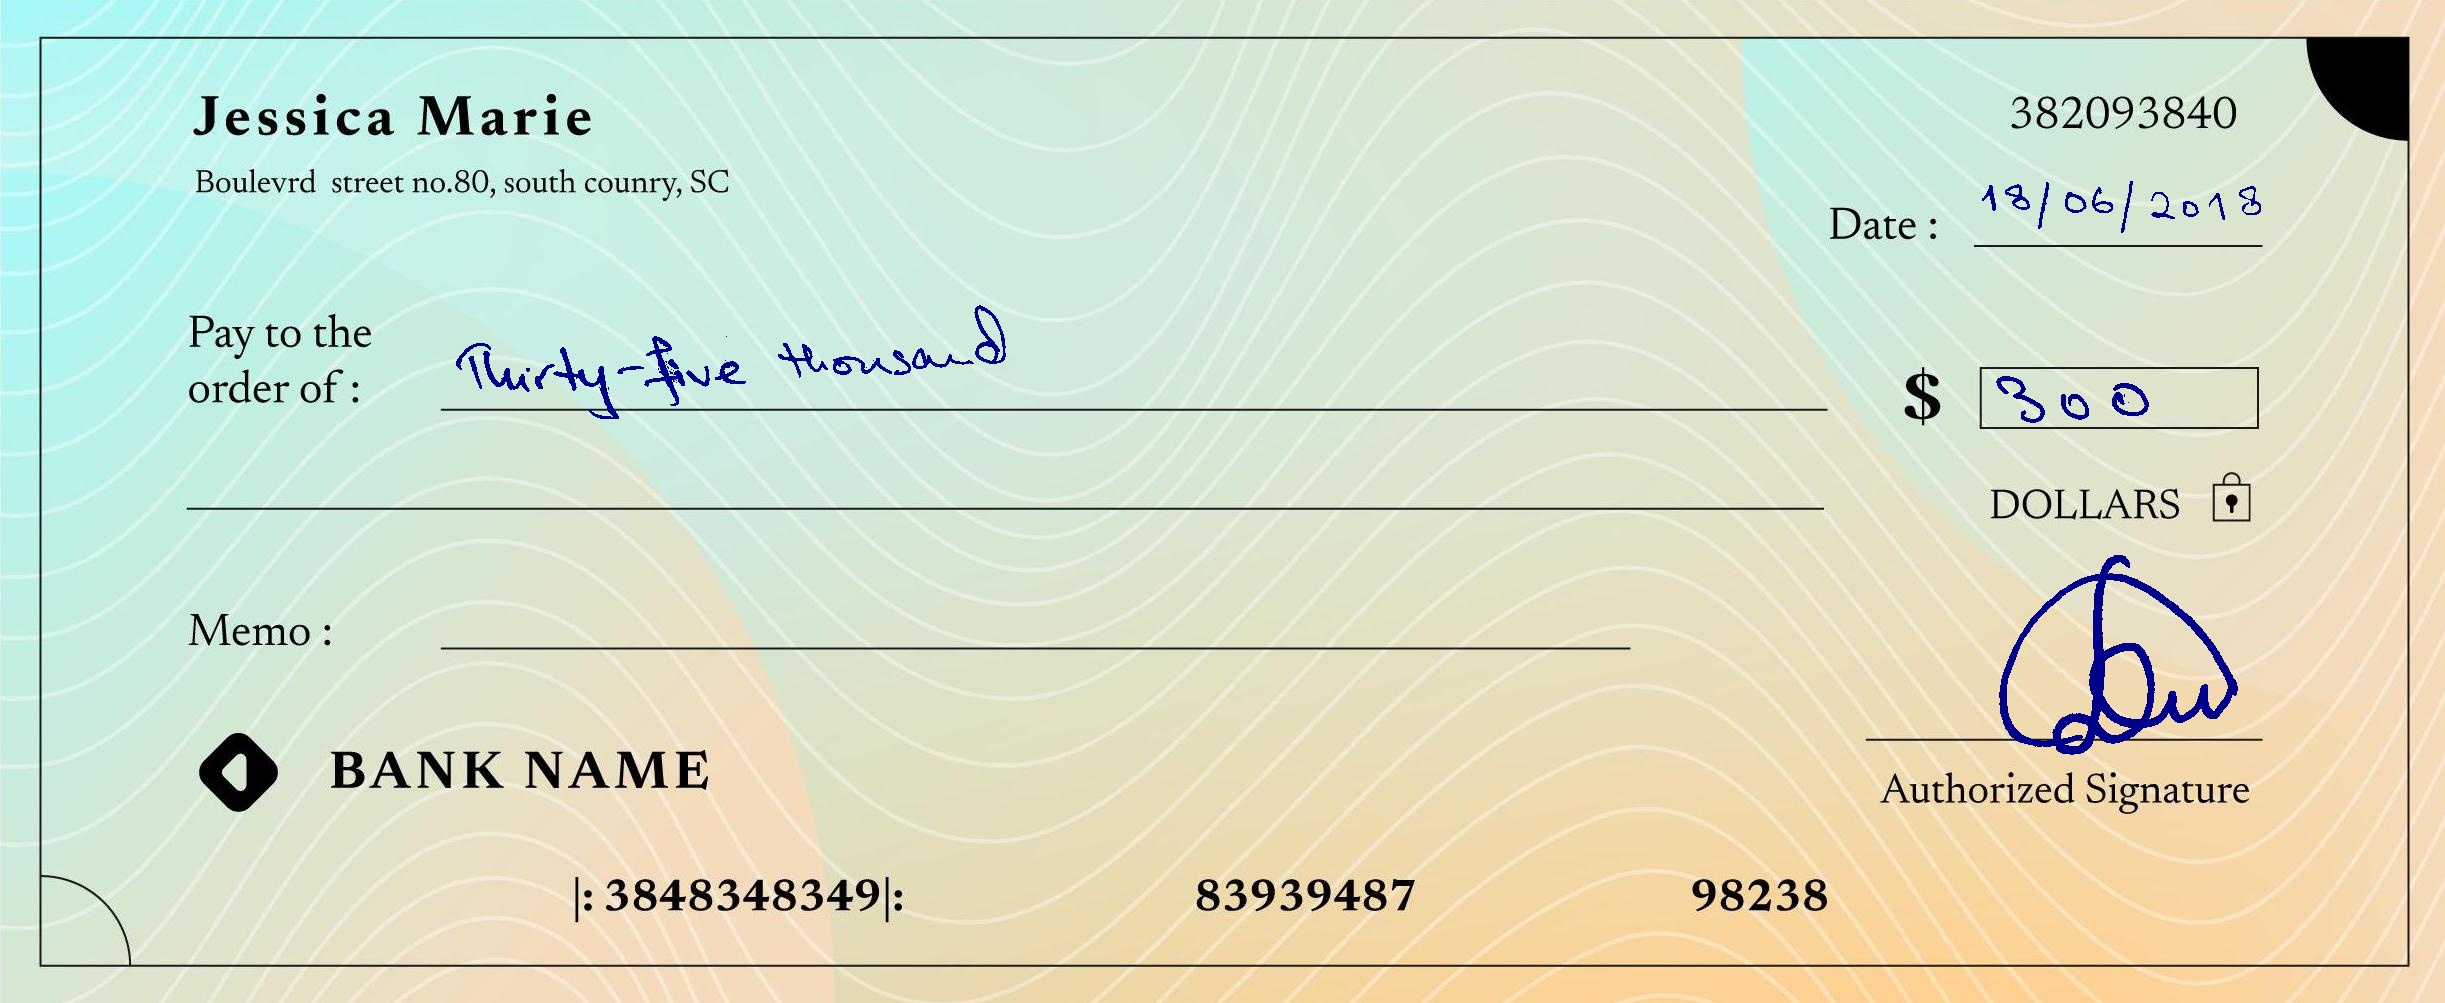 Jessica Marie
382093840
Boulevrd street no.80, south counry, SC
Date : 18/06/2018
Pay to the
order of : Thirty-five thousand
$ 300
DOLLARS
Memo :
BANK NAME
Authorized Signature
|: 3848348349|: 83939487 98238